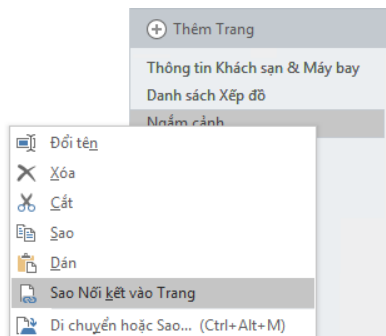 Thêm Trang
Thông tin Khách sạn & Máy bay
Danh sách Xếp đồ
Ngắm cảnh
Đổi tên
Xóa
Cắt
Sao
Dán
Sao Nối kết vào Trang
Di chuyển hoặc Sao... (Ctrl+Alt+M)